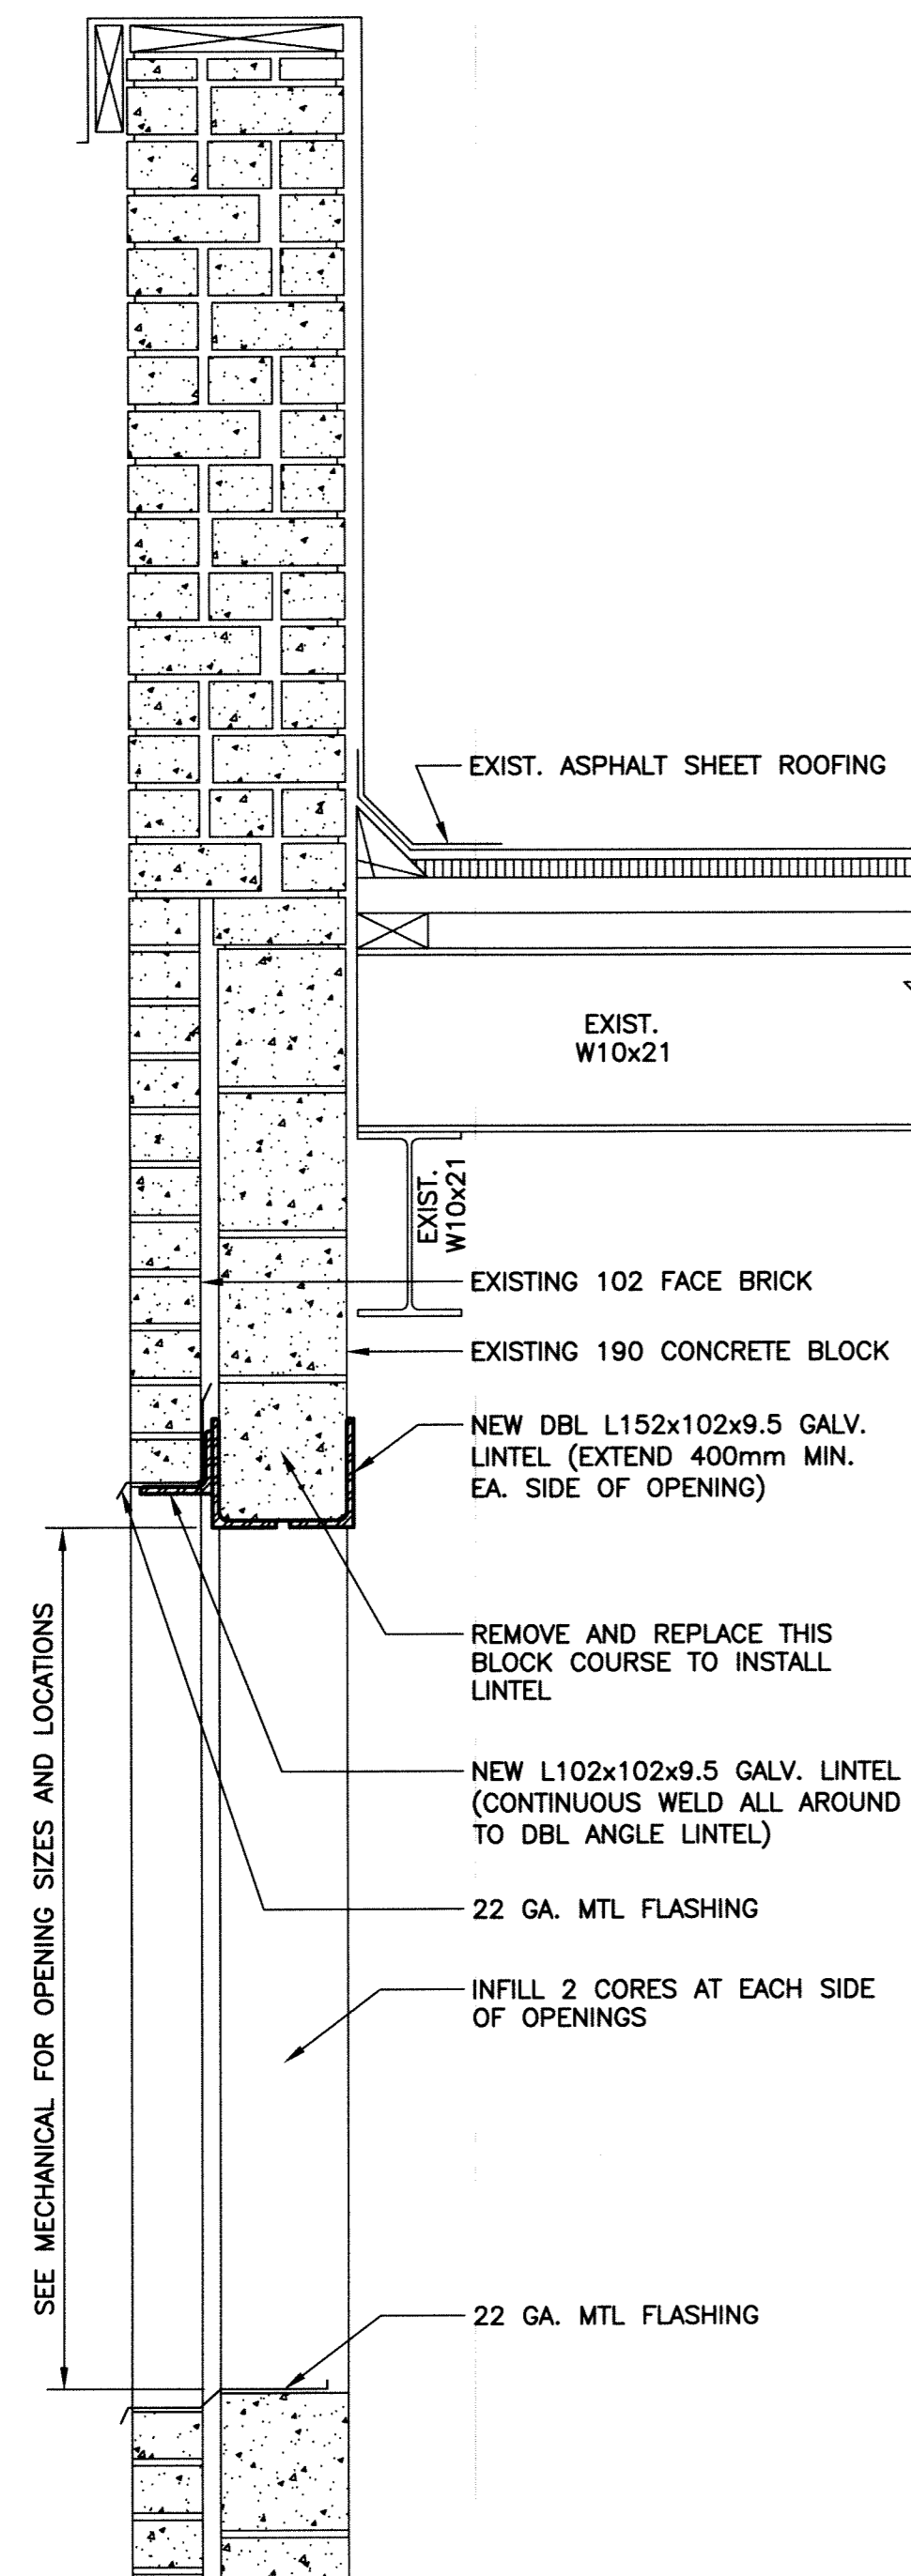 EXIST. ASPHALT SHEET ROOFING
EXIST.
W10x21
EXIST.
W10x21
EXISTING 102 FACE BRICK
EXISTING 190 CONCRETE BLOCK
NEW DBL L152x102x9.5 GALV.
LINTEL (EXTEND 400mm MIN.
EA. SIDE OF OPENING)
REMOVE AND REPLACE THIS
BLOCK COURSE TO INSTALL
LINTEL
SEE MECHANICAL FOR OPENING SIZES AND LOCATIONS
NEW L102x102x9.5 GALV. LINTEL
(CONTINUOUS WELD ALL AROUND
TO DBL ANGLE LINTEL)
22 GA. MTL FLASHING
INFILL 2 CORES AT EACH SIDE
OF OPENINGS
22 GA. MTL FLASHING